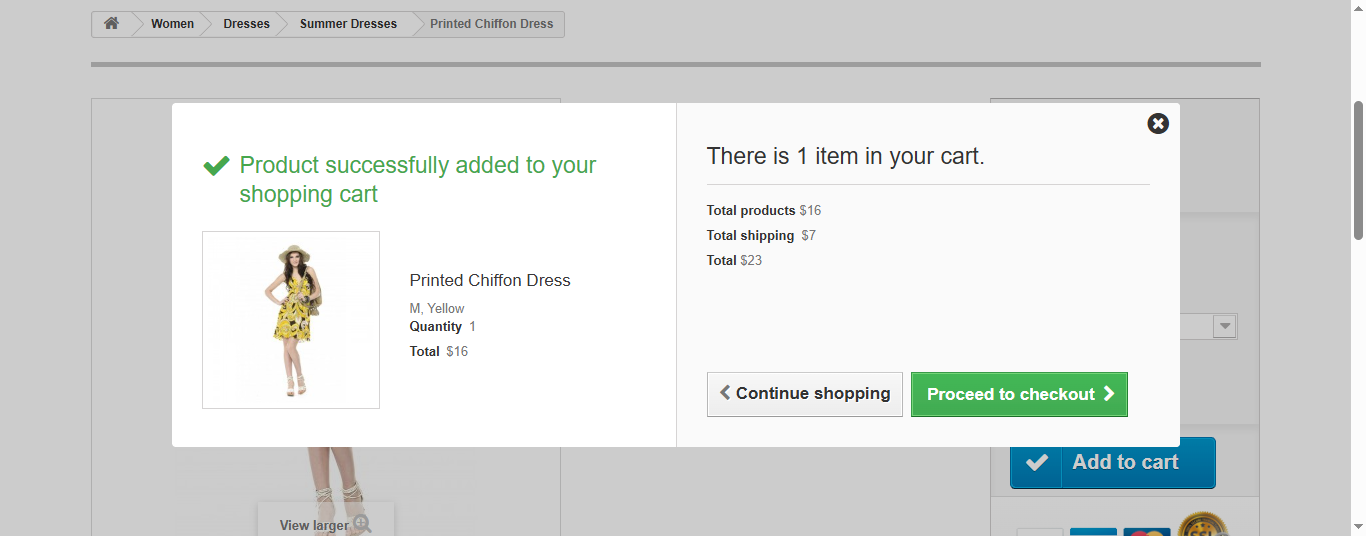 Women
Dresses
Summer Dresses
Printed Chiffon Dress
Product successfully added to your
shopping cart
Printed Chiffon Dress
M, Yellow
Quantity 1
Total $16
There is 1 item in your cart.
Total products $16
Total shipping $7
Total $23
Continue shopping
Proceed to checkout
Add to cart
View larger
SSL